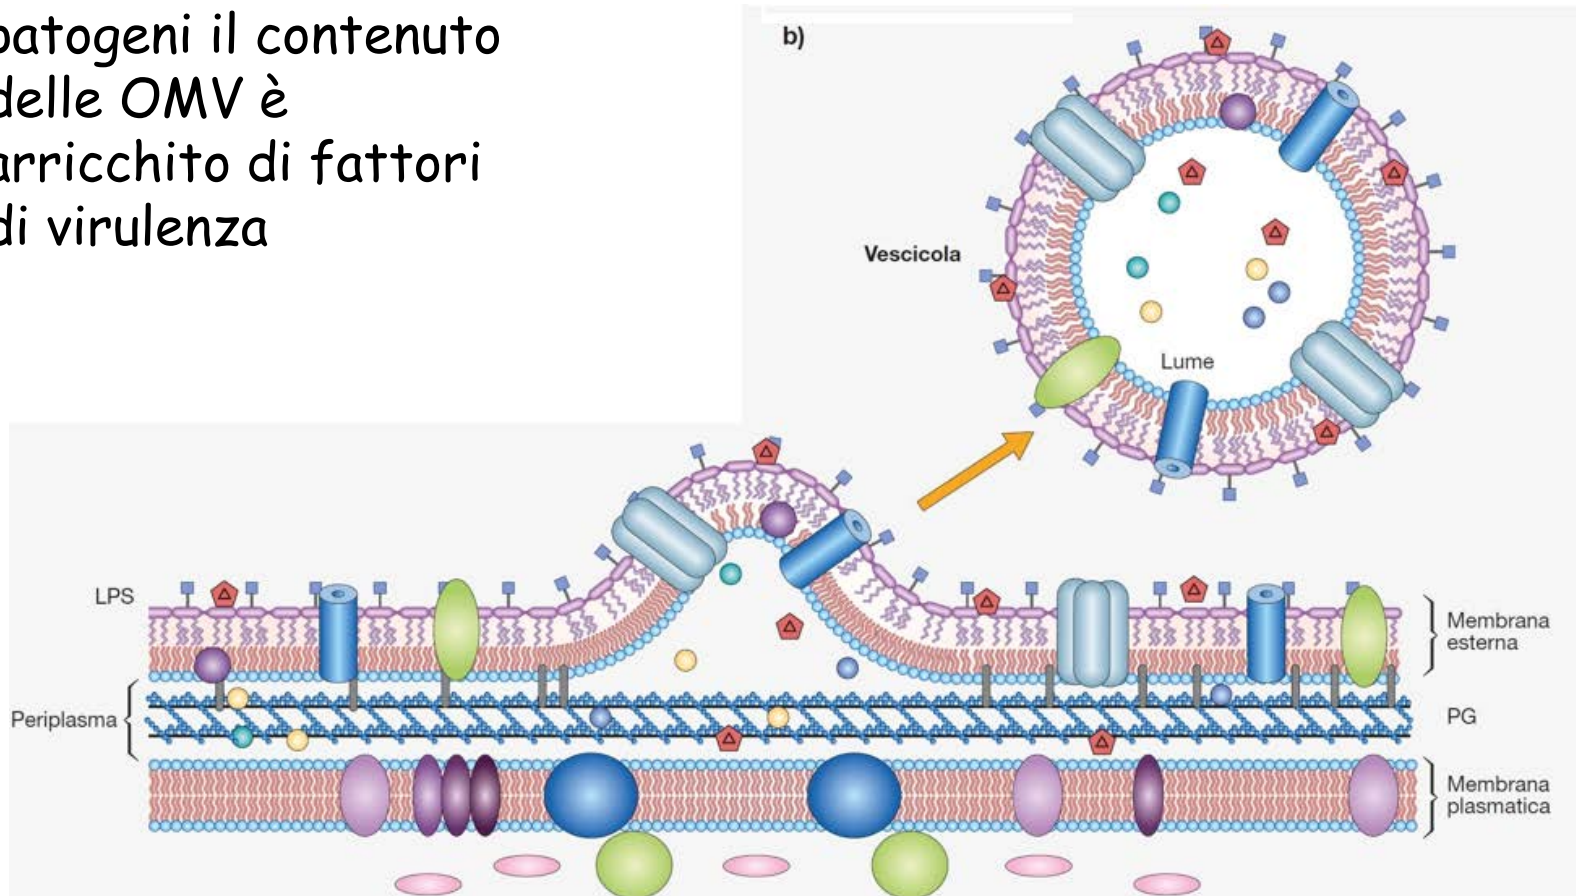 patogeni il contenuto
delle OMV è
arricchito di fattori
di virulenza
b)
Vescicola
Lume
LPS
Membrana
esterna
Periplasma
PG
Membrana
plasmatica